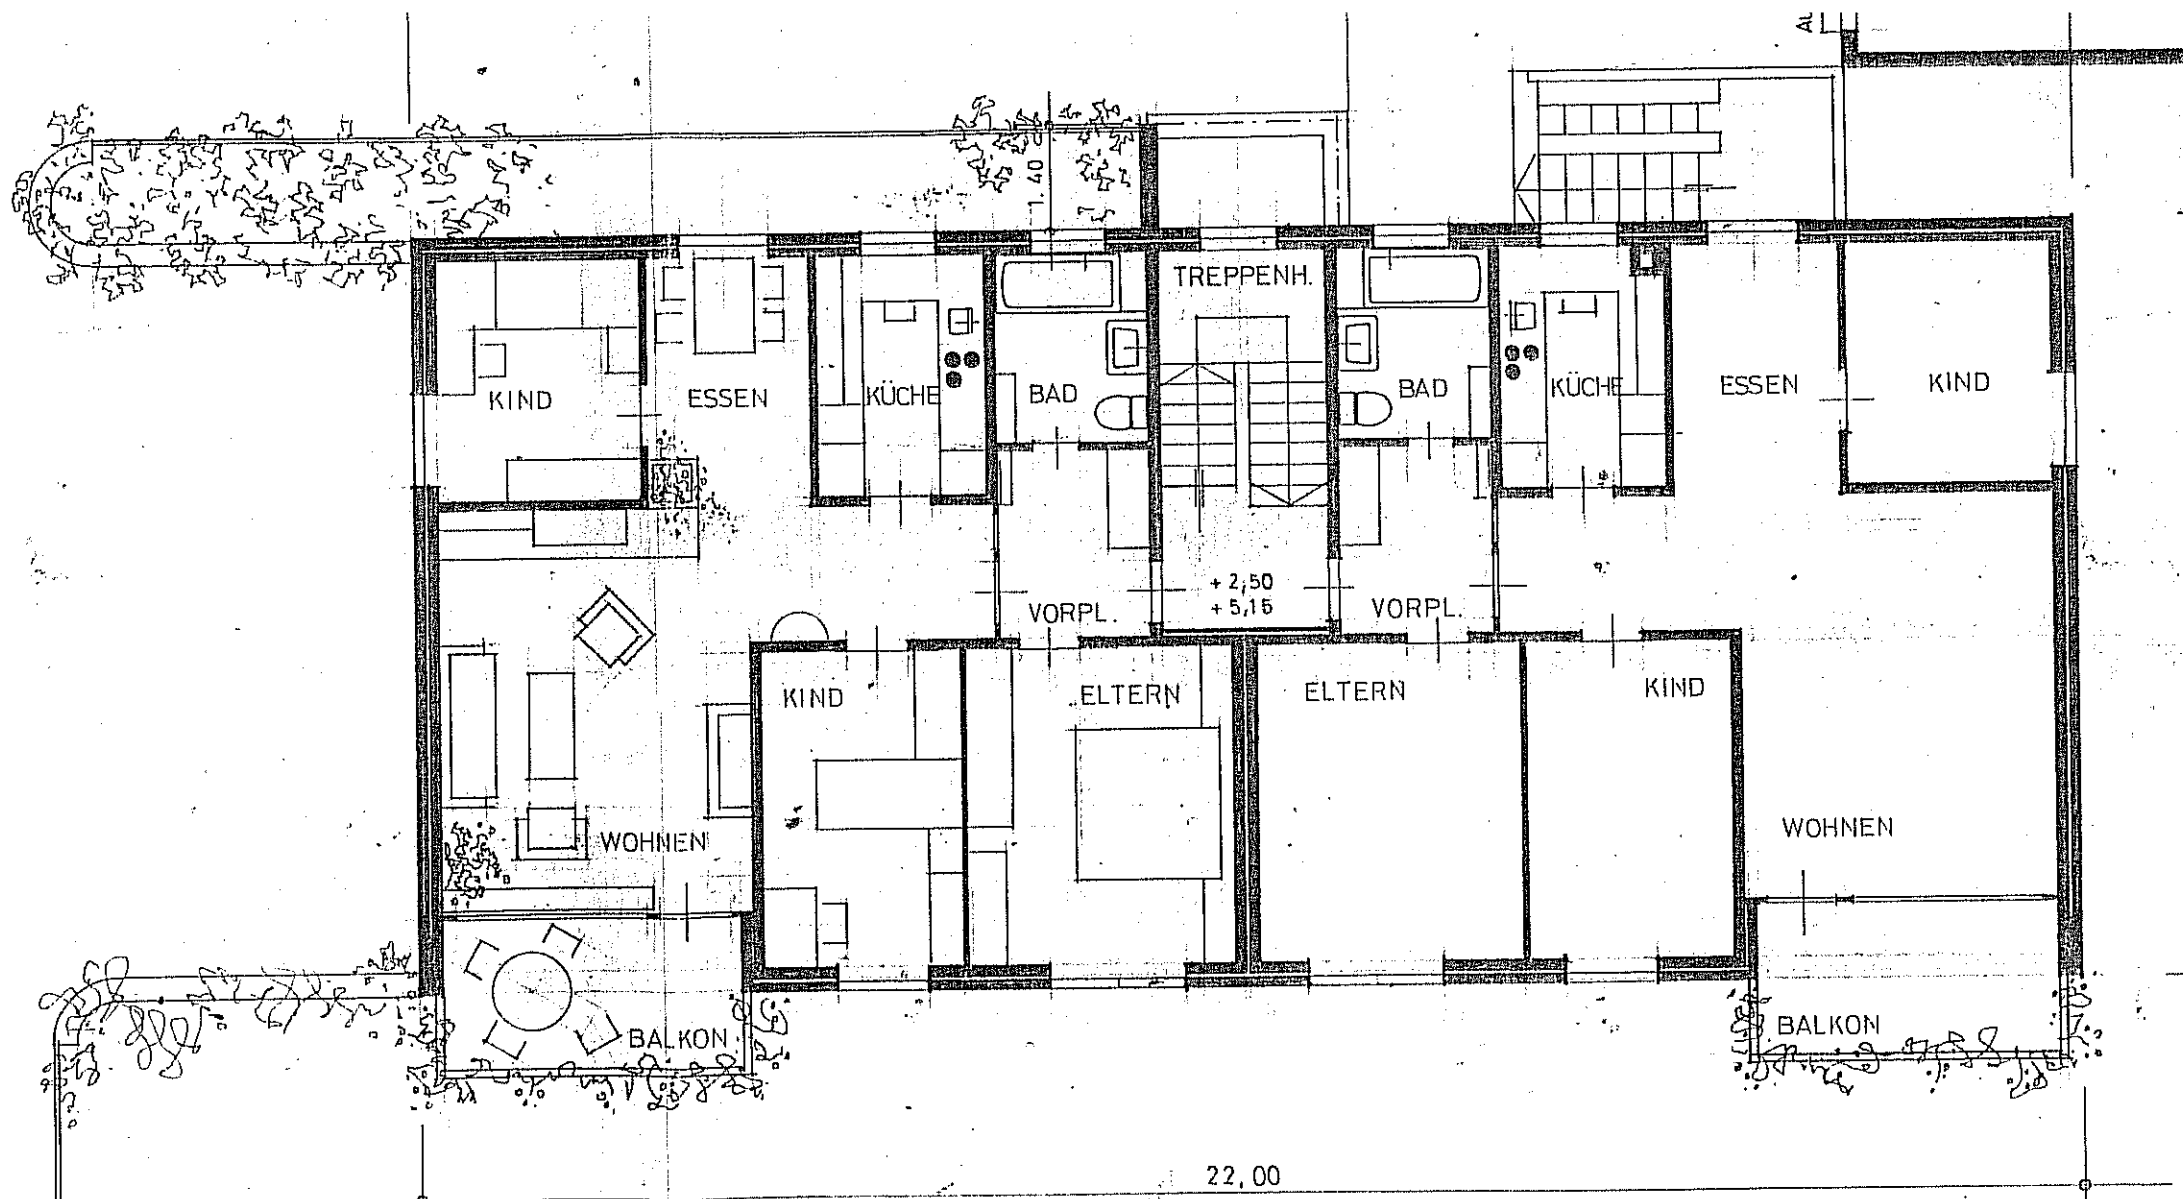 AU
1.40
TREPPENH.
KIND
ESSEN
KÜCHE
BAD
BAD
KÜCHE
ESSEN
KIND
+ 2,50
+ 5,15
VORPL.
VORPL.
KIND
ELTERN
ELTERN
KIND
WOHNEN
WOHNEN
BALKON
BALKON
22,00